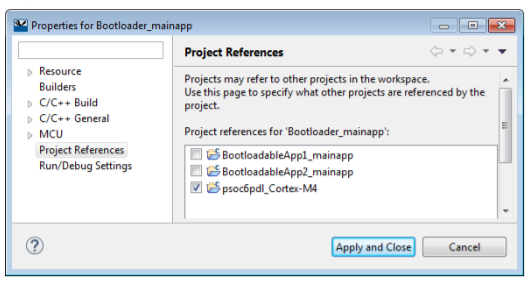 Properties for Bootloader_mainapp
Project References
Resource
Builders
C/C++ Build
C/C++ General
MCU
Project References
Run/Debug Settings
Projects may refer to other projects in the workspace.
Use this page to specify what other projects are referenced by the
project.
Project references for 'Bootloader_mainapp':
BootloadableApp1_mainapp
BootloadableApp2_mainapp
psoc6pdl_Cortex-M4
Apply and Close
Cancel